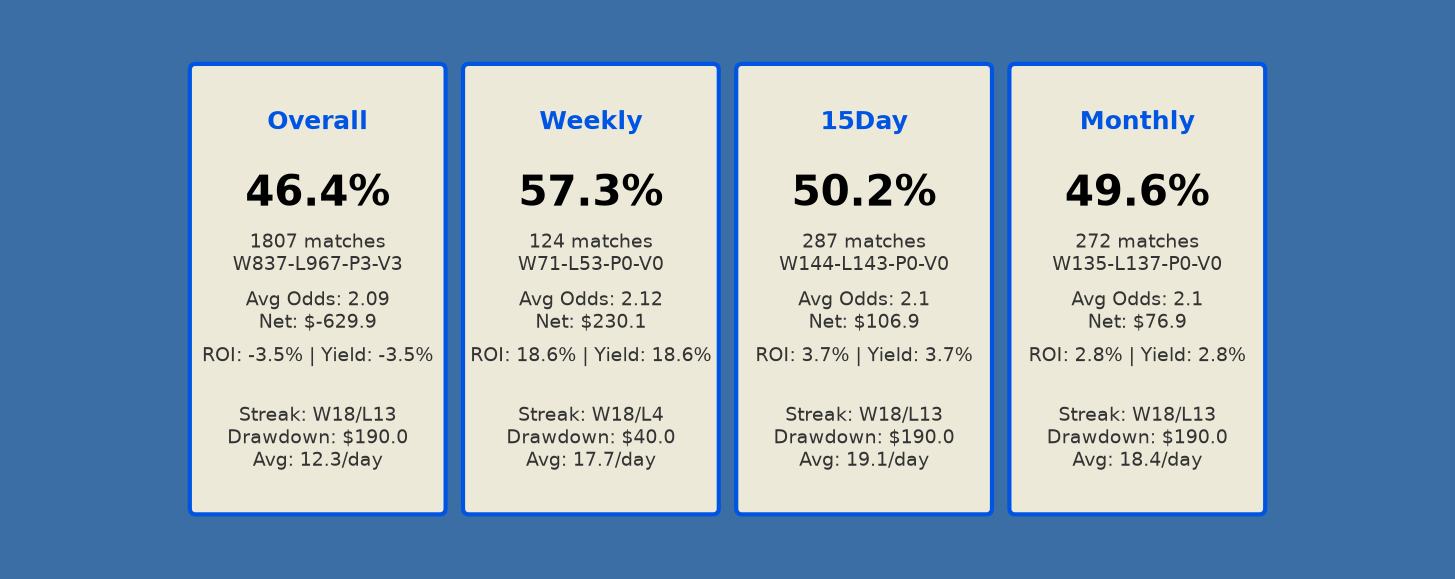 Overall
46.4%
1807 matches
W837-L967-P3-V3
Avg Odds: 2.09
Net: $-629.9
ROI: -3.5% | Yield: -3.5%
Streak: W18/L13
Drawdown: $190.0
Avg: 12.3/day
Weekly
57.3%
124 matches
W71-L53-P0-V0
Avg Odds: 2.12
Net: $230.1
ROI: 18.6% | Yield: 18.6%
Streak: W18/L4
Drawdown: $40.0
Avg: 17.7/day
15Day
50.2%
287 matches
W144-L143-P0-V0
Avg Odds: 2.1
Net: $106.9
ROI: 3.7% | Yield: 3.7%
Streak: W18/L13
Drawdown: $190.0
Avg: 19.1/day
Monthly
49.6%
272 matches
W135-L137-P0-V0
Avg Odds: 2.1
Net: $76.9
ROI: 2.8% | Yield: 2.8%
Streak: W18/L13
Drawdown: $190.0
Avg: 18.4/day